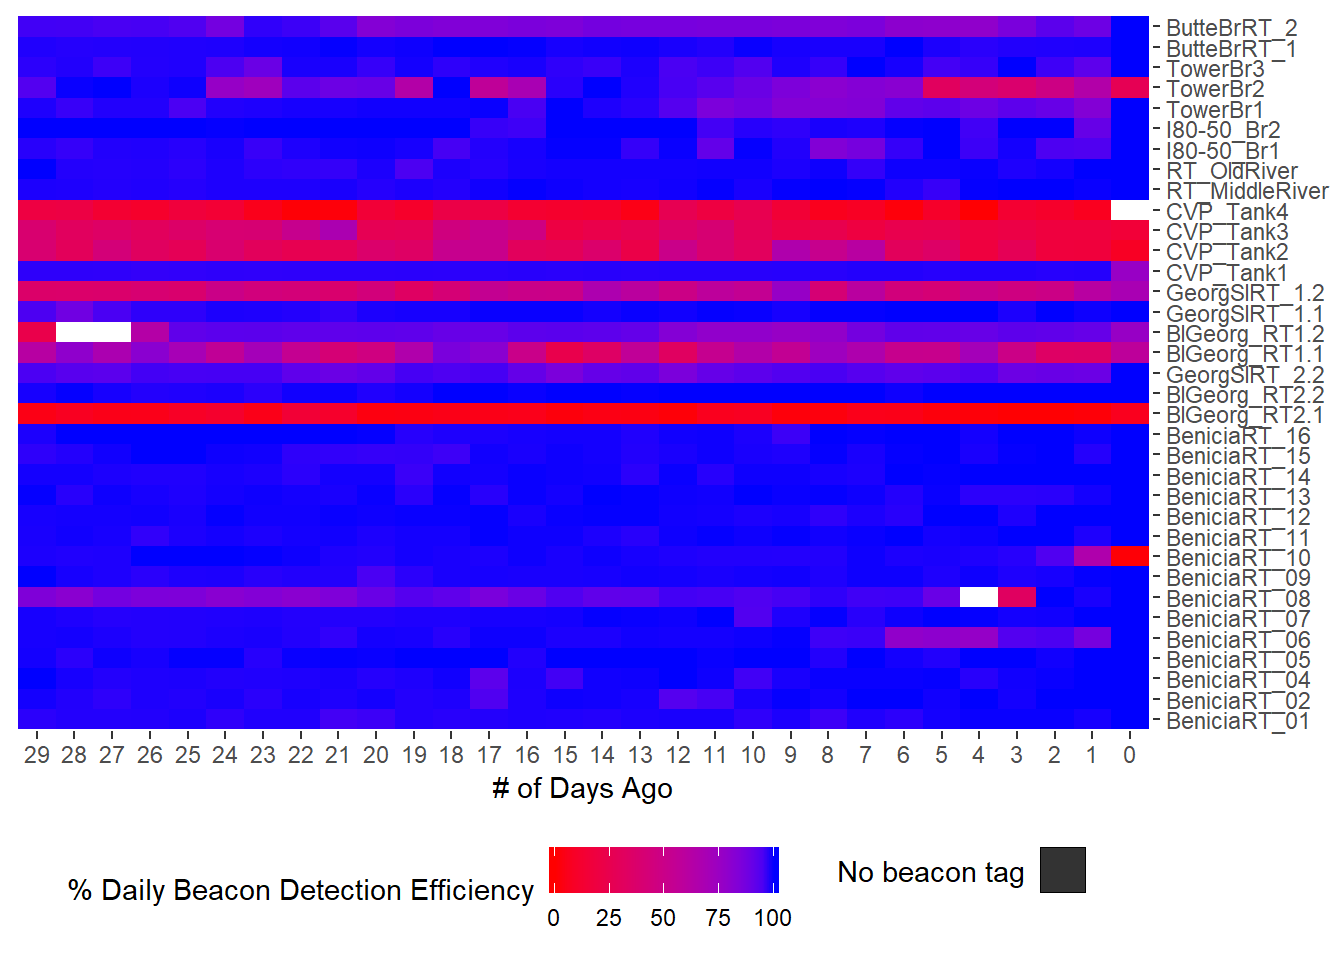 ButteBrRT_2
ButteBrRT_1
TowerBr3
TowerBr2
TowerBr1
I80-50_Br2
I80-50_Br1
RT_OldRiver
RT_MiddleRiver
CVP_Tank4
CVP_Tank3
CVP_Tank2
CVP_Tank1
GeorgSlRT_1.2
GeorgSlRT_1.1
BlGeorg_RT1.2
BlGeorg_RT1.1
GeorgSlRT_2.2
BlGeorg_RT2.2
BlGeorg_RT2.1
BeniciaRT_16
BeniciaRT_15
BeniciaRT_14
BeniciaRT_13
BeniciaRT_12
BeniciaRT_11
BeniciaRT_10
BeniciaRT_09
BeniciaRT_08
BeniciaRT_07
BeniciaRT_06
BeniciaRT_05
BeniciaRT_04
BeniciaRT_02
BeniciaRT_01
29 28 27 26 25 24 23 22 21 20 19 18 17 16 15 14 13 12 11 10 9 8 7 6 5 4 3 2 1 0
# of Days Ago
% Daily Beacon Detection Efficiency
0 25 50 75 100
No beacon tag